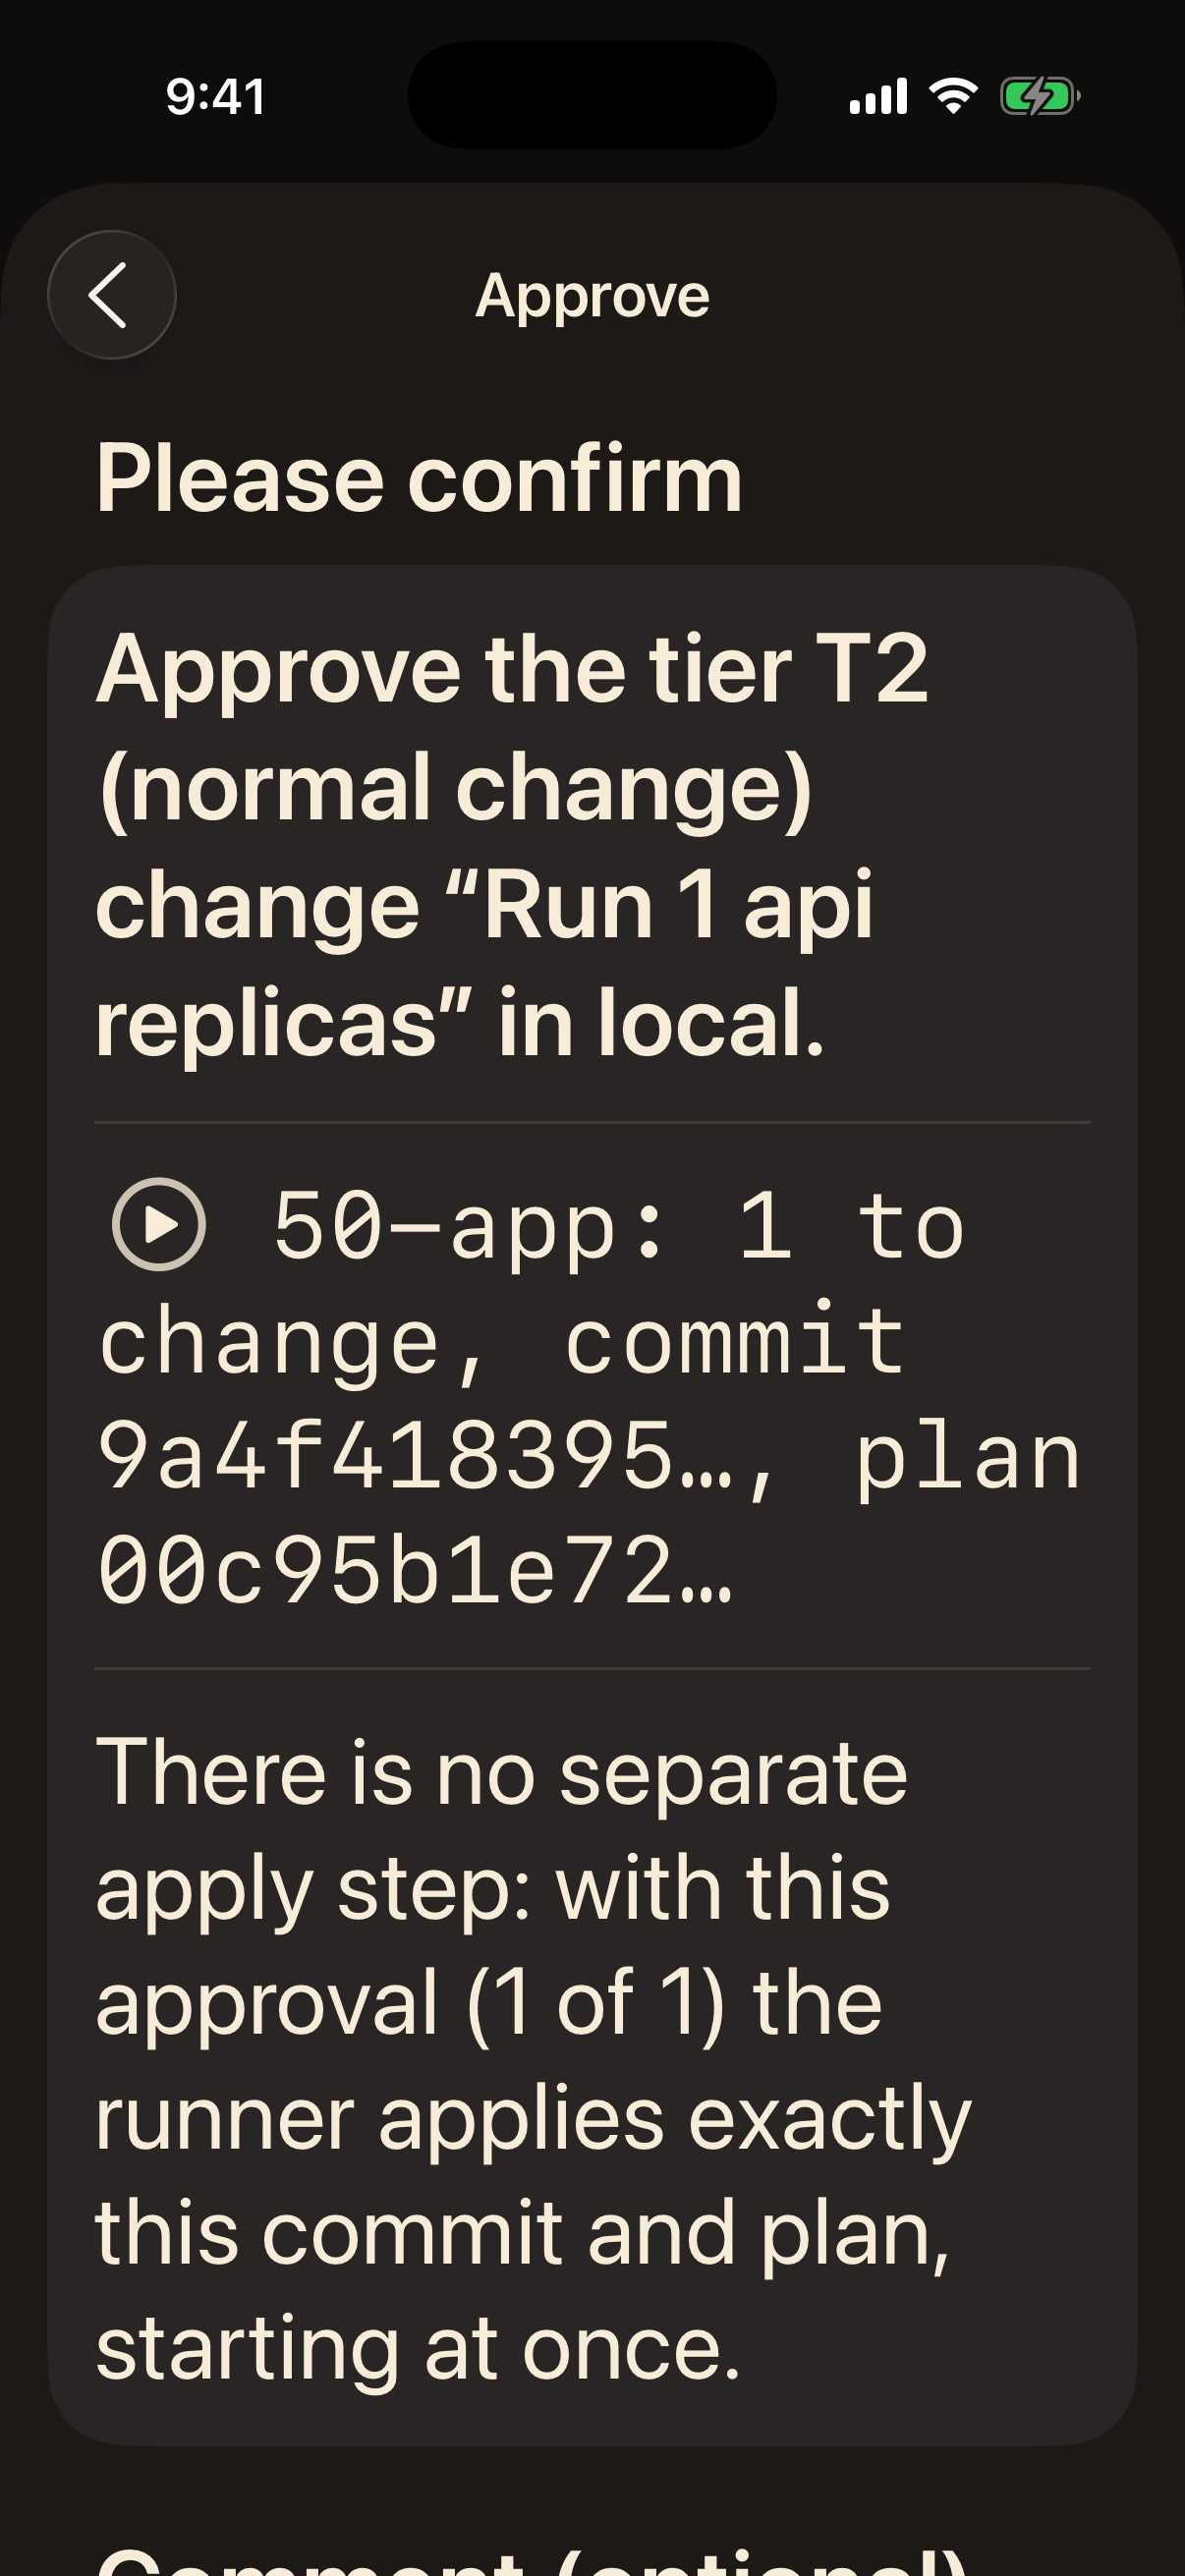 9:41
Approve
Please confirm
Approve the tier T2
(normal change)
change “Run 1 api
replicas” in local.
50-app: 1 to
change, commit
9a4f418395…, plan
00c95b1e72…
There is no separate
apply step: with this
approval (1 of 1) the
runner applies exactly
this commit and plan,
starting at once.
Comment (optional)